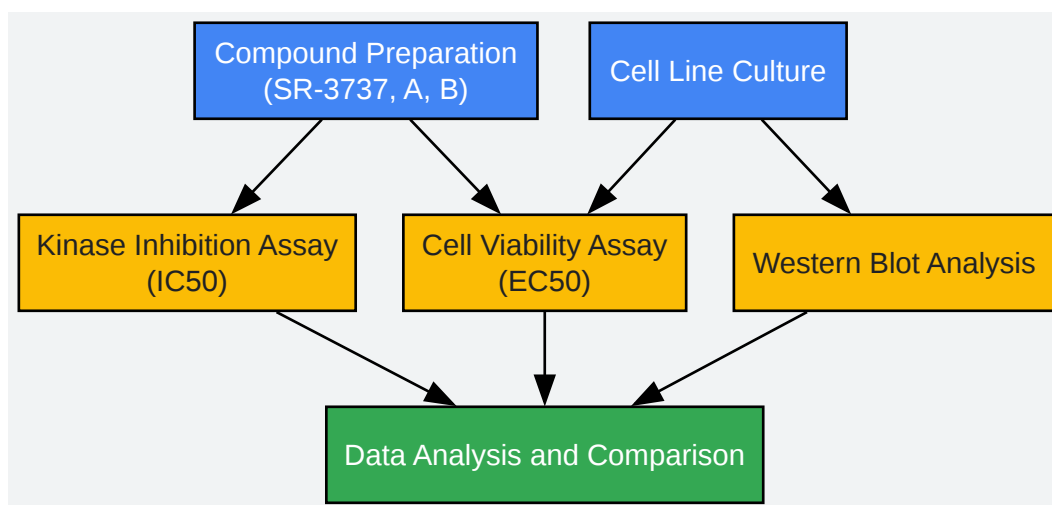 Compound Preparation
(SR-3737, A, B)
Cell Line Culture
Kinase Inhibition Assay
(IC50)
Cell Viability Assay
(EC50)
Western Blot Analysis
Data Analysis and Comparison